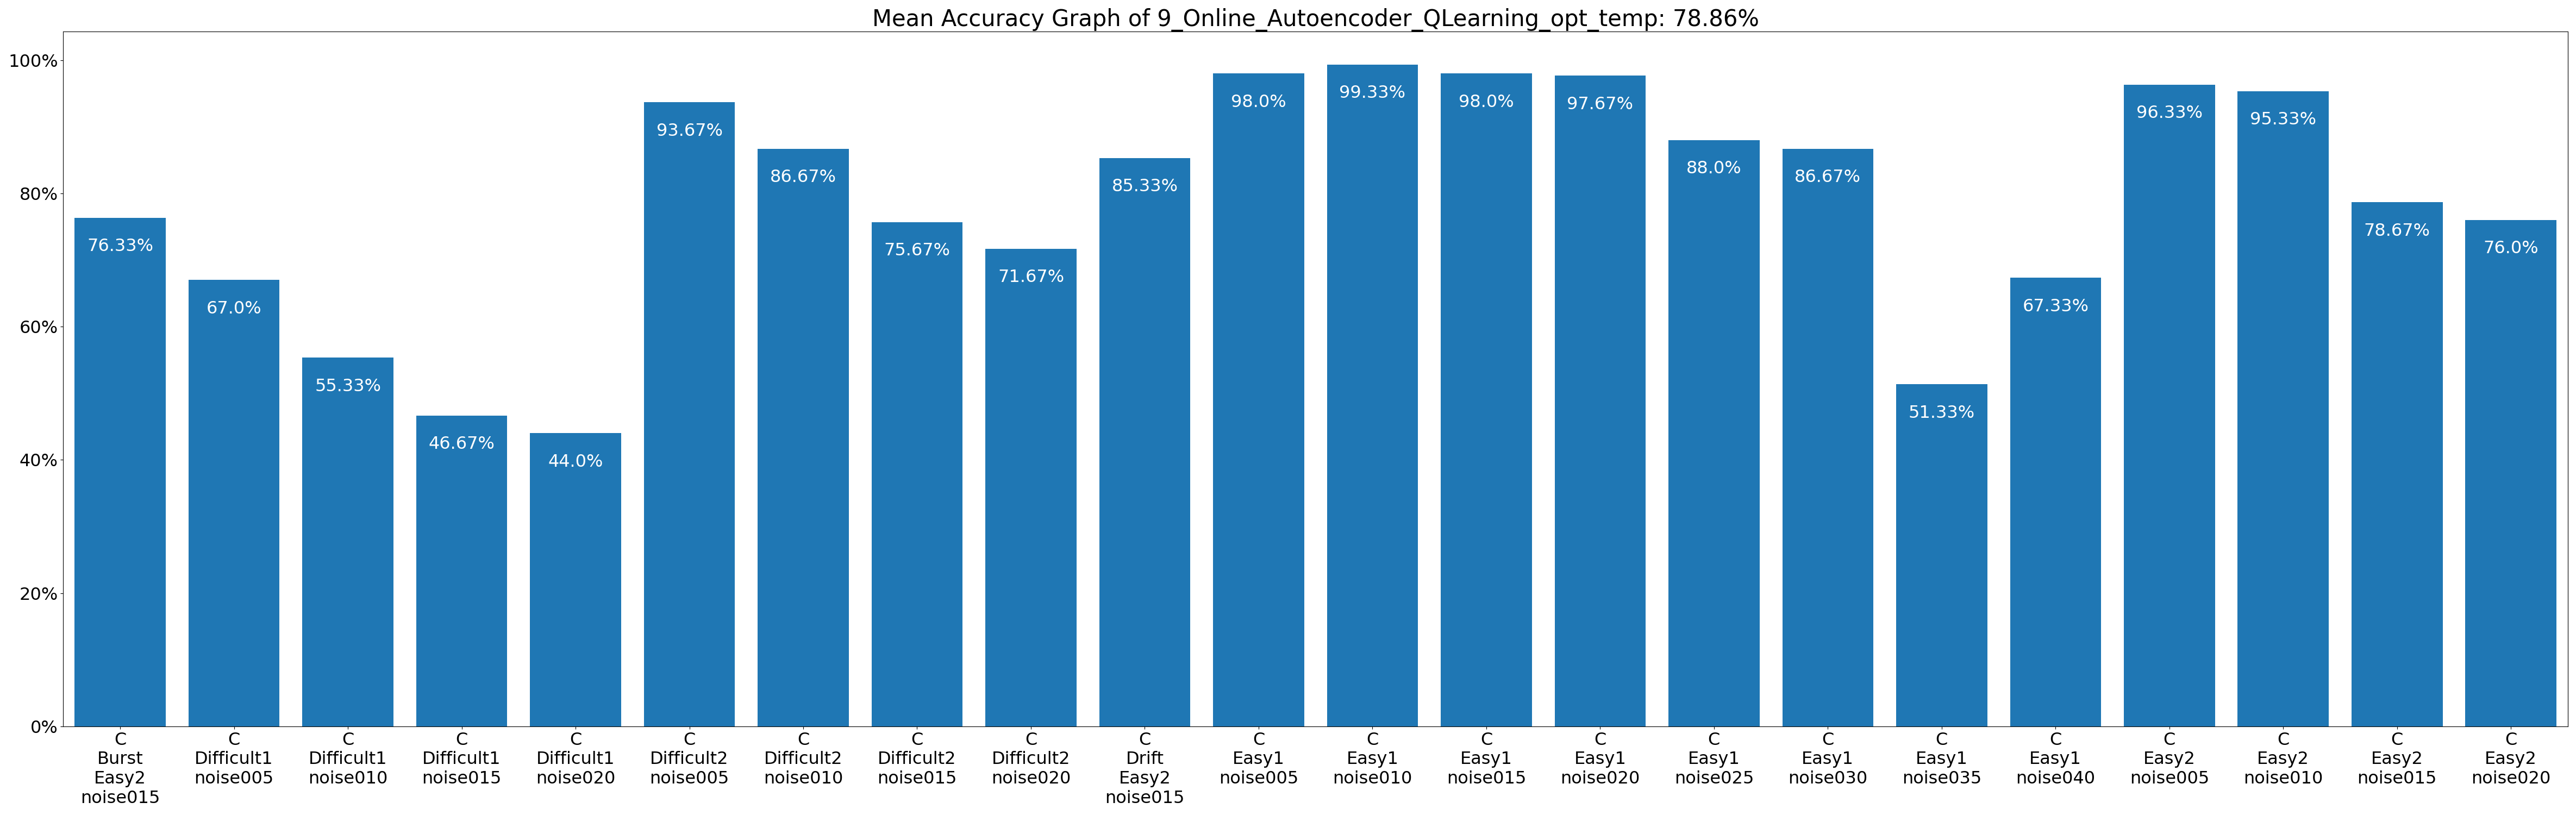 Mean Accuracy Graph of 9_Online_Autoencoder_QLearning_opt_temp: 78.86%
100%
80%
60%
40%
20%
0%
76.33%
67.0%
55.33%
46.67%
44.0%
93.67%
86.67%
75.67%
71.67%
85.33%
98.0%
99.33%
98.0%
97.67%
88.0%
86.67%
51.33%
67.33%
96.33%
95.33%
78.67%
76.0%
C
Burst
Easy2
noise015
C
Difficult1
noise005
C
Difficult1
noise010
C
Difficult1
noise015
C
Difficult1
noise020
C
Difficult2
noise005
C
Difficult2
noise010
C
Difficult2
noise015
C
Difficult2
noise020
C
Drift
Easy2
noise015
C
Easy1
noise005
C
Easy1
noise010
C
Easy1
noise015
C
Easy1
noise020
C
Easy1
noise025
C
Easy1
noise030
C
Easy1
noise035
C
Easy1
noise040
C
Easy2
noise005
C
Easy2
noise010
C
Easy2
noise015
C
Easy2
noise020